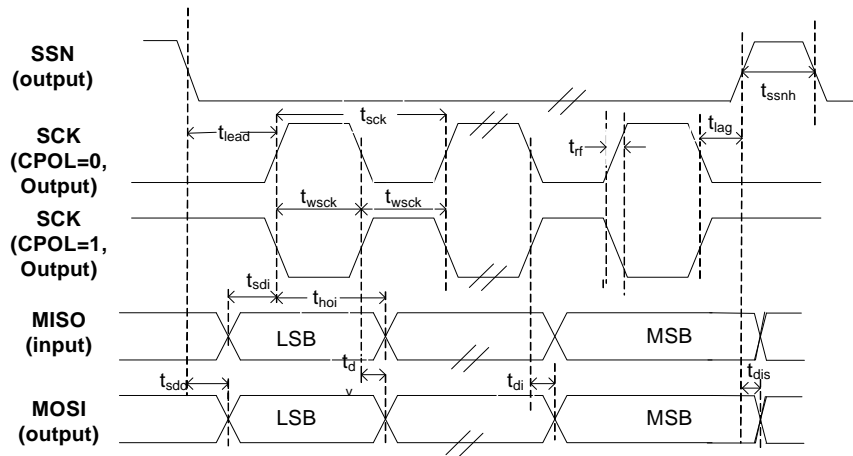 SSN
(output)
t_ssnh
t_sck
t_lead
t_lag
t_rf
SCK
(CPOL=0,
Output)
t_wsck t_wsck
SCK
(CPOL=1,
Output)
t_sdi
t_hoi
MISO
(input)
LSB MSB
t_d
v
t_sdd
t_di
t_dis
MOSI
(output)
LSB MSB